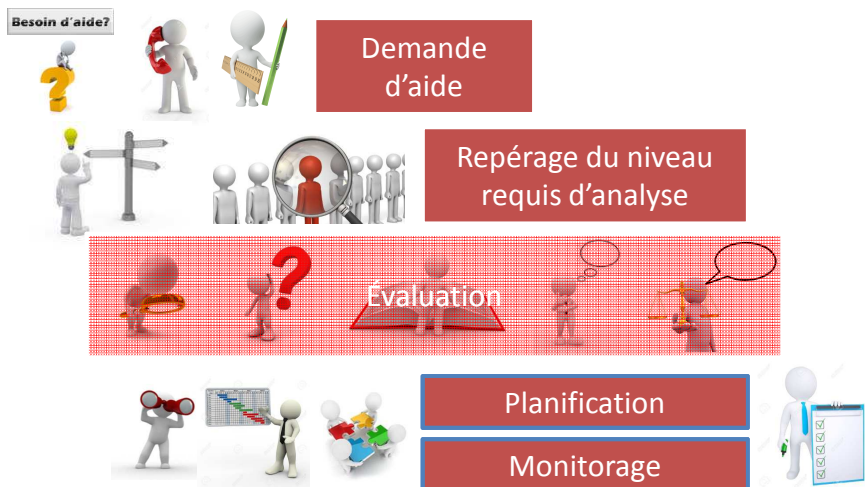 Besoin d'aide?
Demande
d'aide
Repérage du niveau
requis d'analyse
Évaluation
Planification
Monitorage